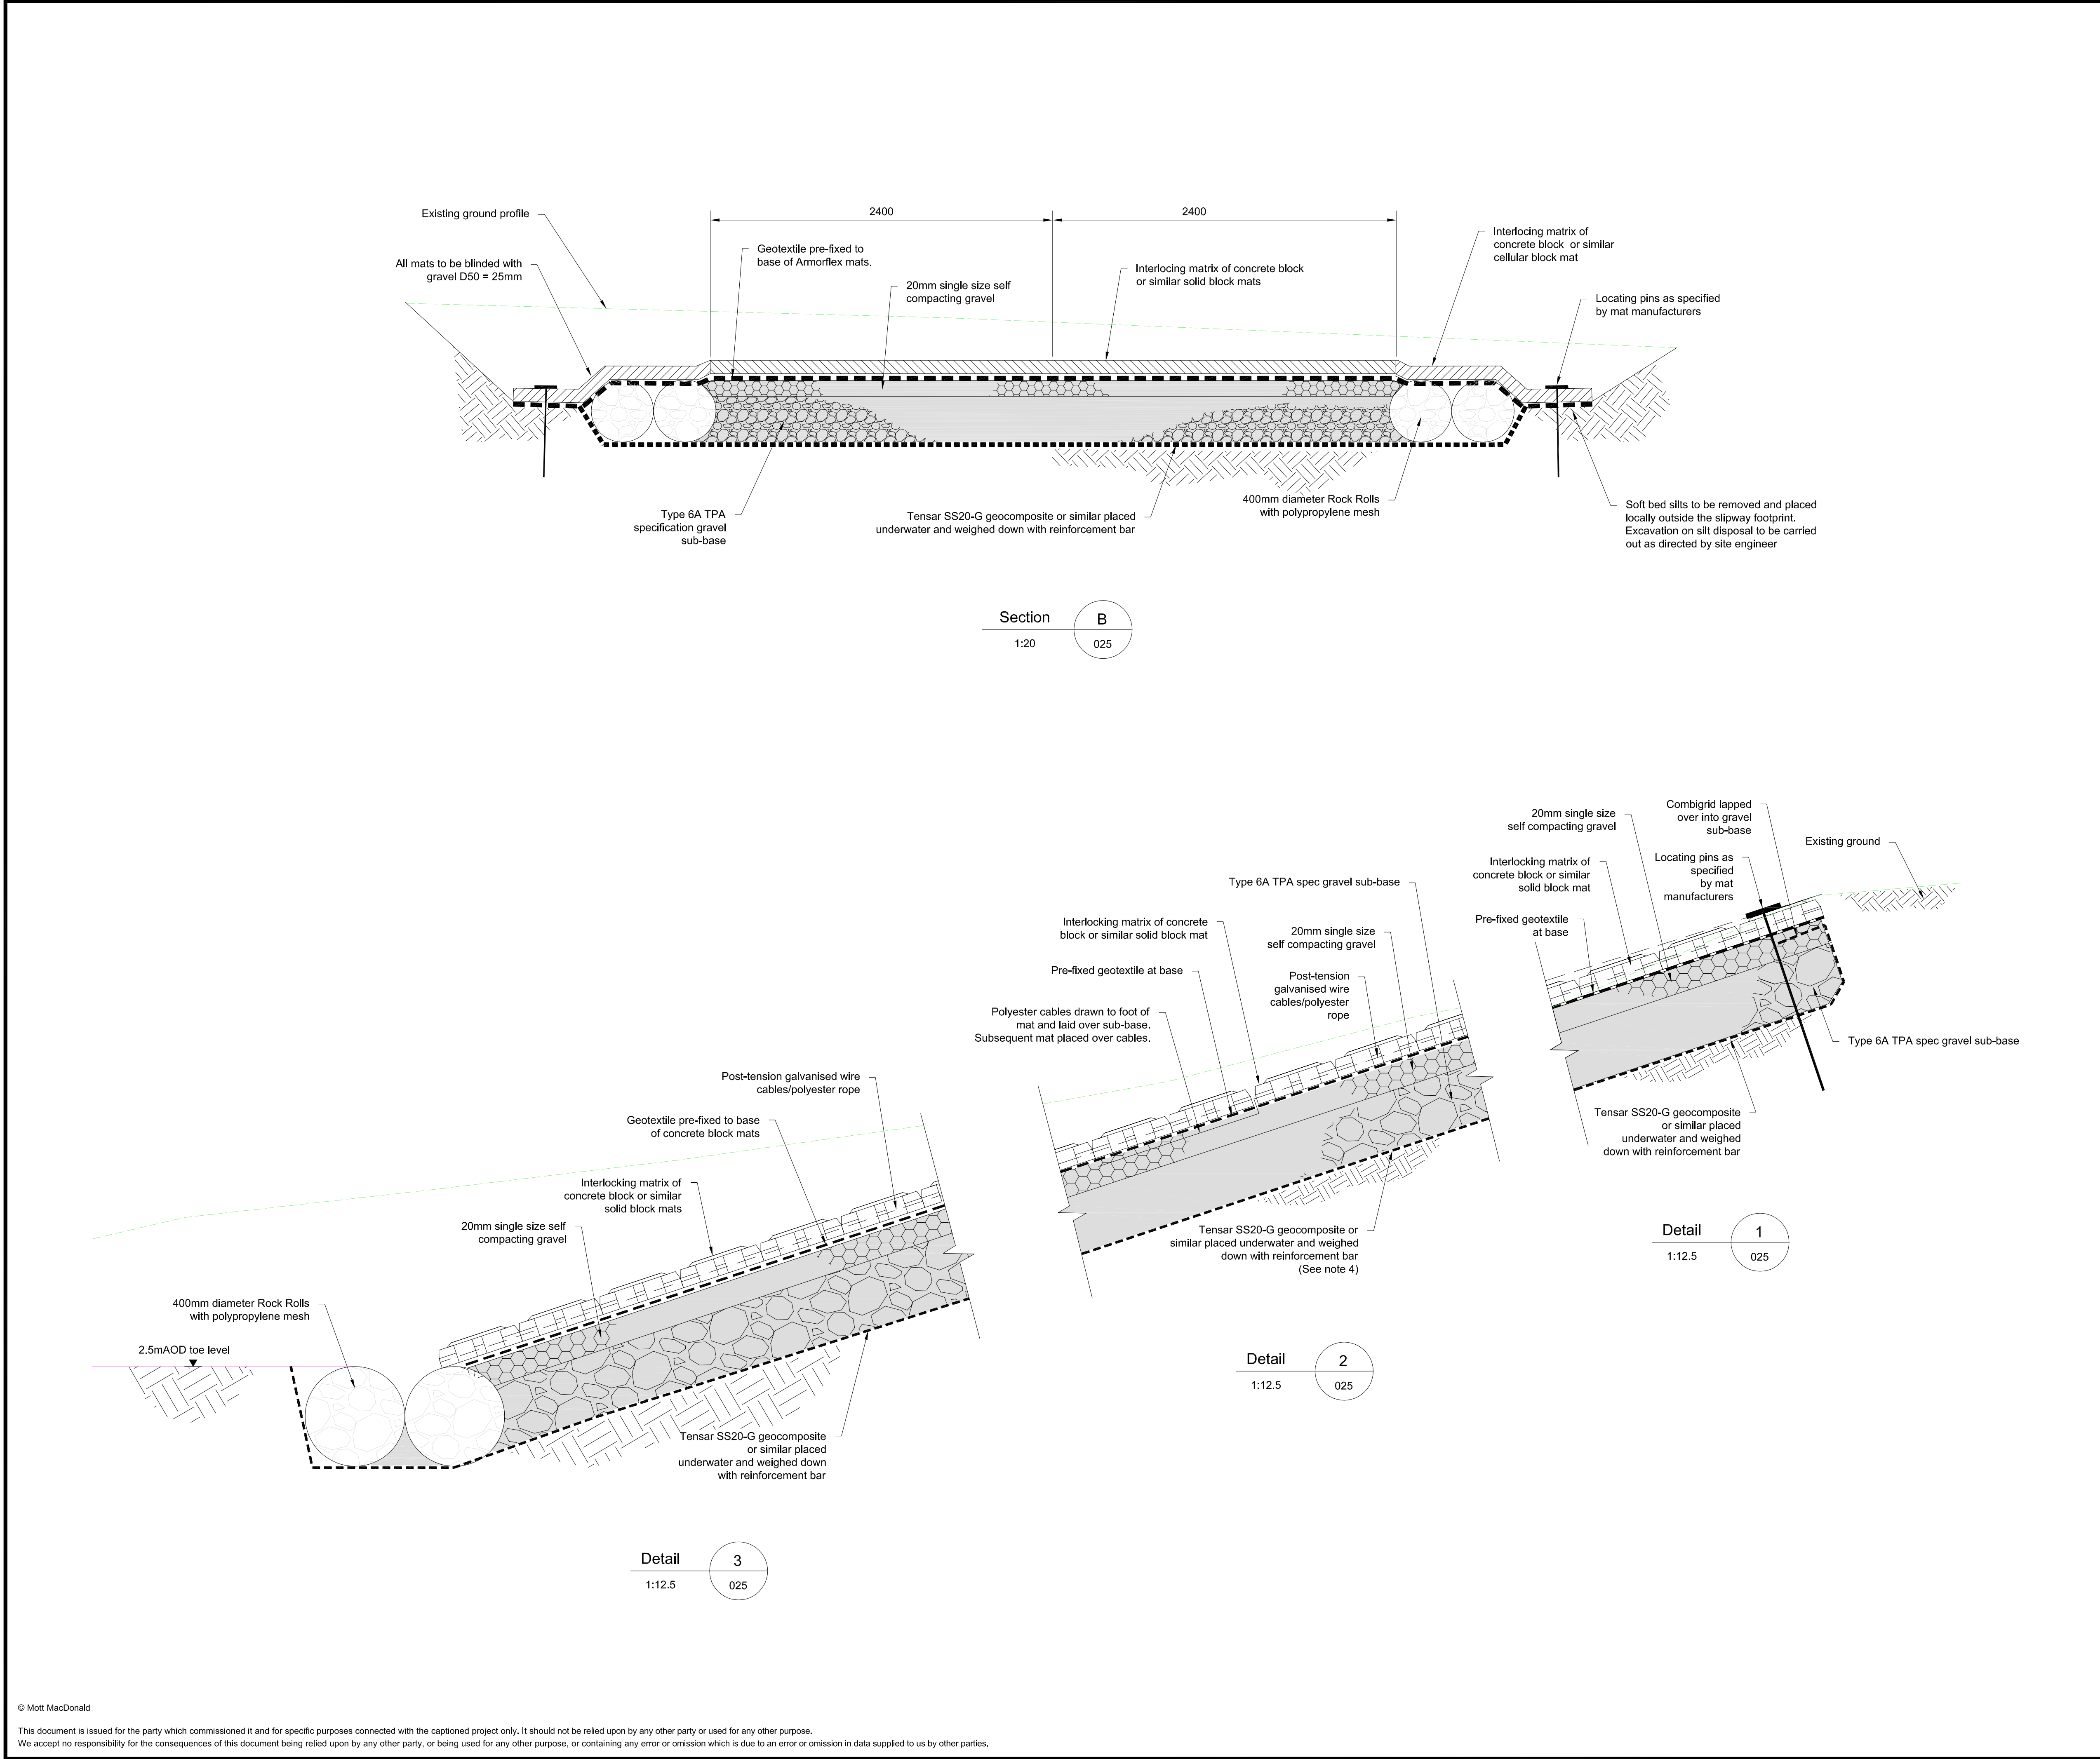 2400
2400
Existing ground profile
All mats to be blinded with
gravel D50 = 25mm
Geotextile pre-fixed to
base of Armorflex mats.
20mm single size self
compacting gravel
Interlocing matrix of concrete block
or similar solid block mats
Interlocing matrix of
concrete block or similar
cellular block mat
Locating pins as specified
by mat manufacturers
Type 6A TPA
specification gravel
sub-base
Tensar SS20-G geocomposite or similar placed
underwater and weighed down with reinforcement bar
400mm diameter Rock Rolls
with polypropylene mesh
Soft bed silts to be removed and placed
locally outside the slipway footprint.
Excavation on silt disposal to be carried
out as directed by site engineer
Section
B
1:20
025
20mm single size
self compacting gravel
Combigrid lapped
over into gravel
sub-base
Existing ground
Interlocking matrix of
concrete block or similar
solid block mat
Locating pins as
specified
by mat
manufacturers
Pre-fixed geotextile
at base
Type 6A TPA spec gravel sub-base
Tensar SS20-G geocomposite
or similar placed
underwater and weighed
down with reinforcement bar
Detail
1
1:12.5
025
Type 6A TPA spec gravel sub-base
Interlocking matrix of concrete
block or similar solid block mat
20mm single size
self compacting gravel
Pre-fixed geotextile at base
Post-tension
galvanised wire
cables/polyester
rope
Polyester cables drawn to foot of
mat and laid over sub-base.
Subsequent mat placed over cables.
Tensar SS20-G geocomposite or
similar placed underwater and weighed
down with reinforcement bar
(See note 4)
Detail
2
1:12.5
025
Post-tension galvanised wire
cables/polyester rope
Geotextile pre-fixed to base
of concrete block mats
Interlocking matrix of
concrete block or similar
solid block mats
20mm single size self
compacting gravel
400mm diameter Rock Rolls
with polypropylene mesh
2.5mAOD toe level
Tensar SS20-G geocomposite
or similar placed
underwater and weighed down
with reinforcement bar
Detail
3
1:12.5
025
© Mott MacDonald
This document is issued for the party which commissioned it and for specific purposes connected with the captioned project only. It should not be relied upon by any other party or used for any other purpose.
We accept no responsibility for the consequences of this document being relied upon by any other party, or being used for any other purpose, or containing any error or omission which is due to an error or omission in data supplied to us by other parties.